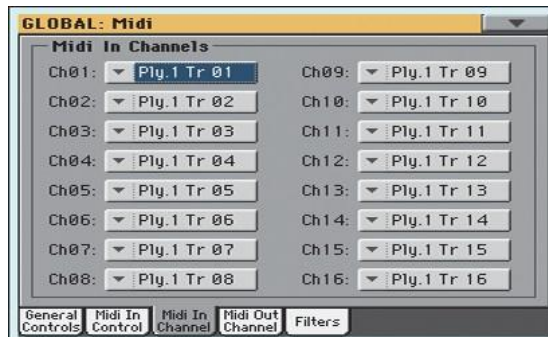 GLOBAL: Midi
Midi In Channels
Ch01: Ply.1 Tr 01
Ch02: Ply.1 Tr 02
Ch03: Ply.1 Tr 03
Ch04: Ply.1 Tr 04
Ch05: Ply.1 Tr 05
Ch06: Ply.1 Tr 06
Ch07: Ply.1 Tr 07
Ch08: Ply.1 Tr 08
Ch09: Ply.1 Tr 09
Ch10: Ply.1 Tr 10
Ch11: Ply.1 Tr 11
Ch12: Ply.1 Tr 12
Ch13: Ply.1 Tr 13
Ch14: Ply.1 Tr 14
Ch15: Ply.1 Tr 15
Ch16: Ply.1 Tr 16
General Controls
Midi In Control
Midi In Channel
Midi Out Channel
Filters